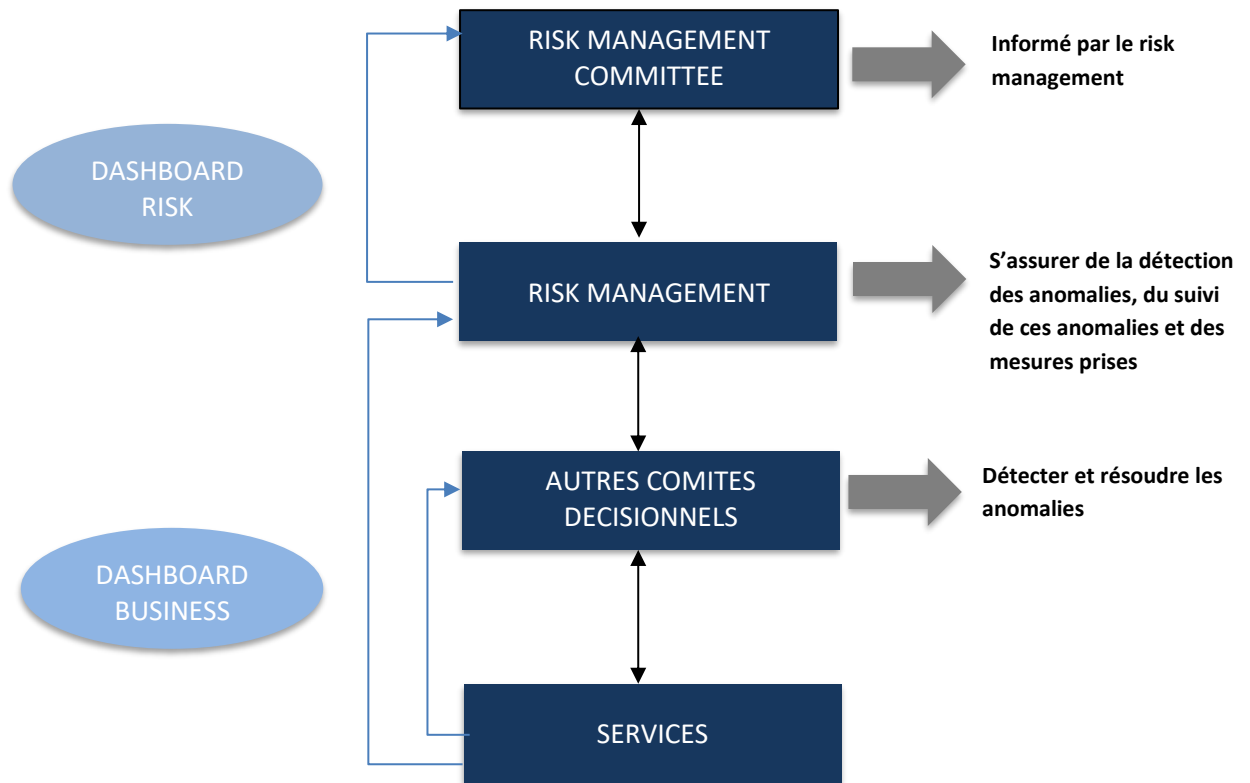 RISK MANAGEMENT
COMMITTEE
Informé par le risk
management
DASHBOARD
RISK
RISK MANAGEMENT
S’assurer de la détection
des anomalies, du suivi
de ces anomalies et des
mesures prises
AUTRES COMITES
DECISIONNELS
Détecter et résoudre les
anomalies
DASHBOARD
BUSINESS
SERVICES